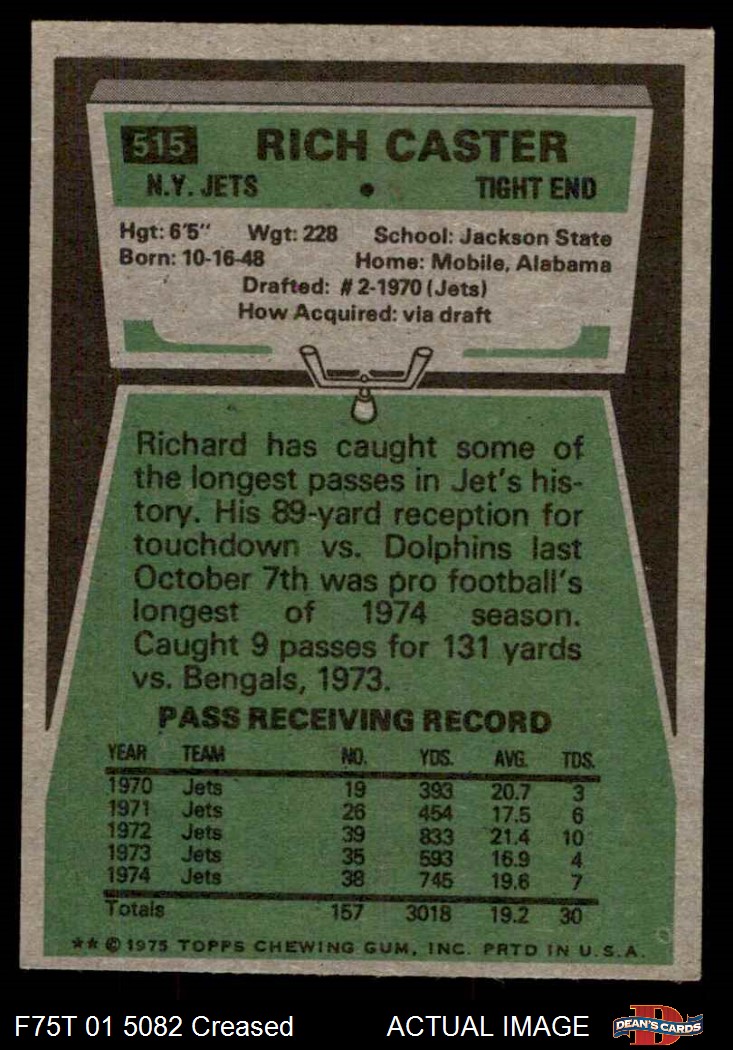 515 RICH CASTER
N.Y. JETS • TIGHT END
Hgt: 6'5" Wgt: 228 School: Jackson State
Born: 10-16-48 Home: Mobile, Alabama
Drafted: #2-1970 (Jets)
How Acquired: via draft
Richard has caught some of
the longest passes in Jet's his-
tory. His 89-yard reception for
touchdown vs. Dolphins last
October 7th was pro football's
longest of 1974 season.
Caught 9 passes for 131 yards
vs. Bengals, 1973.
PASS RECEIVING RECORD
YEAR TEAM NO. YDS. AVG. TDS.
1970 Jets 19 393 20.7 3
1971 Jets 26 454 17.5 6
1972 Jets 39 833 21.4 10
1973 Jets 35 593 16.9 4
1974 Jets 38 745 19.6 7
Totals 157 3018 19.2 30
** © 1975 TOPPS CHEWING GUM, INC. PRTD IN U.S.A.
F75T 01 5082 Creased ACTUAL IMAGE D DEAN'S CARDS